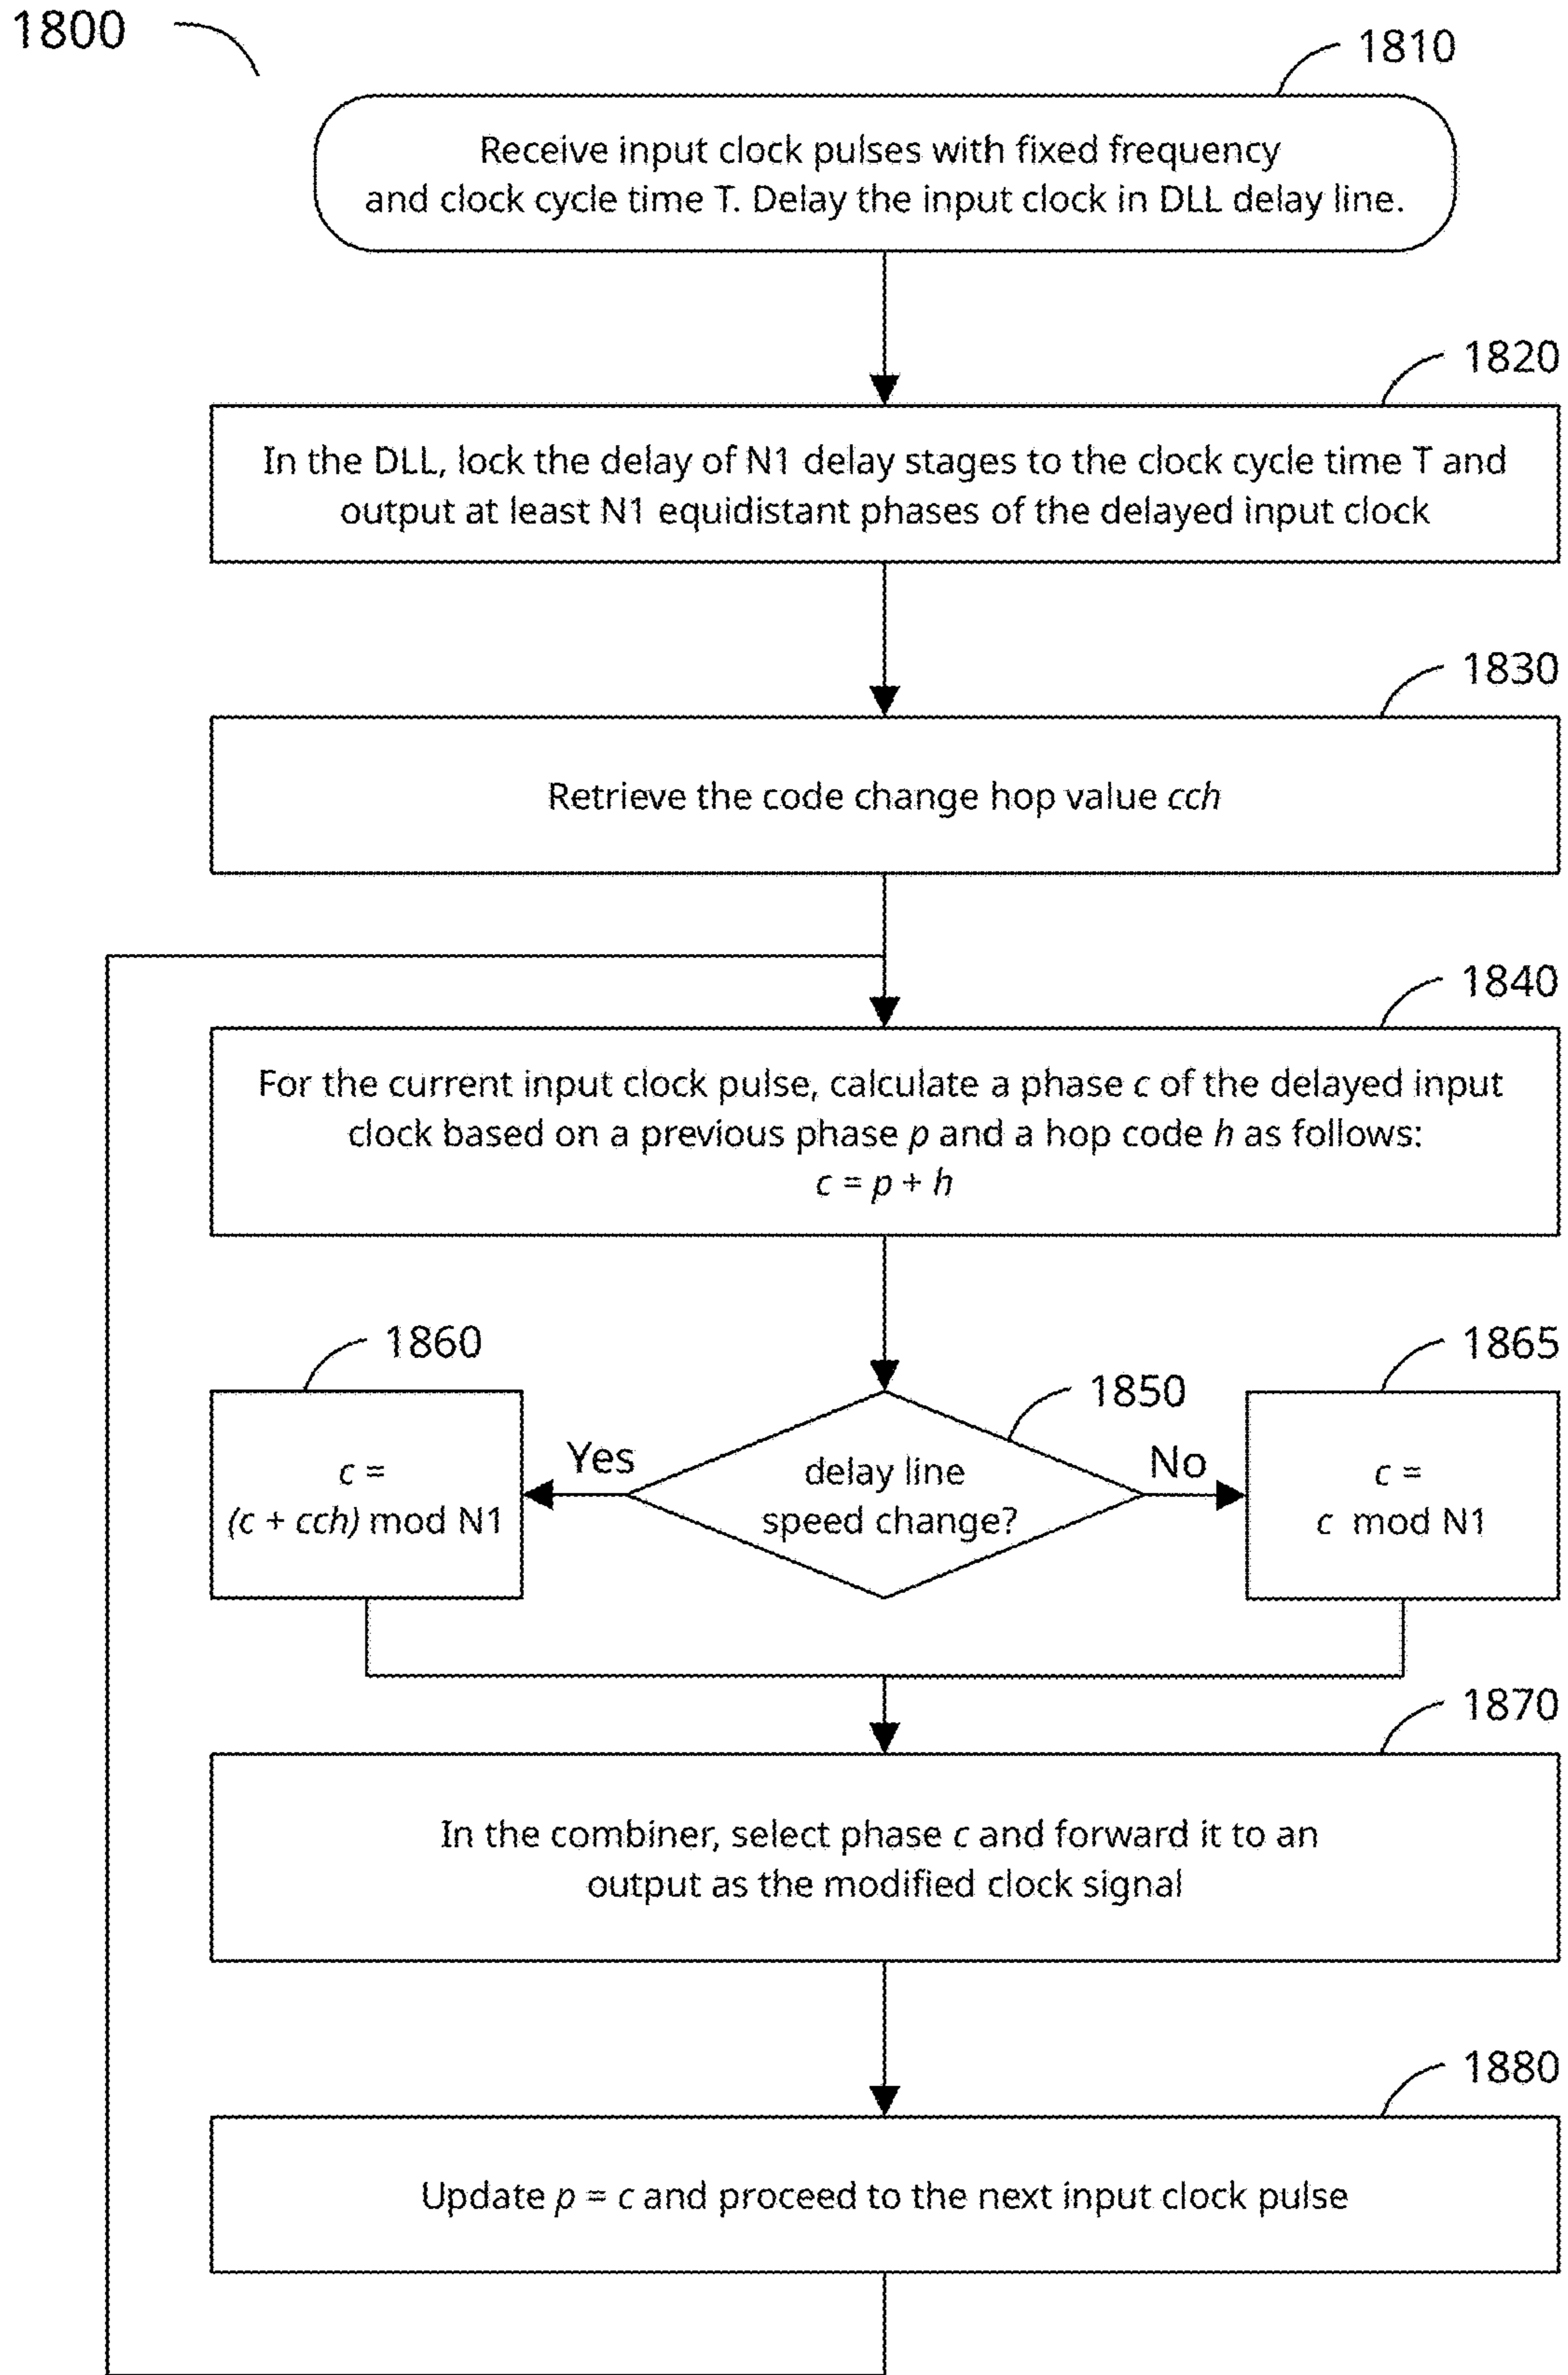 1800
1810
Receive input clock pulses with fixed frequency
and clock cycle time T. Delay the input clock in DLL delay line.
1820
In the DLL, lock the delay of N1 delay stages to the clock cycle time T and
output at least N1 equidistant phases of the delayed input clock
1830
Retrieve the code change hop value cch
1840
For the current input clock pulse, calculate a phase c of the delayed input
clock based on a previous phase p and a hop code h as follows:
c = p + h
1860
c =
(c + cch) mod N1
Yes
1850
delay line
speed change?
No
1865
c =
c mod N1
1870
In the combiner, select phase c and forward it to an
output as the modified clock signal
1880
Update p = c and proceed to the next input clock pulse